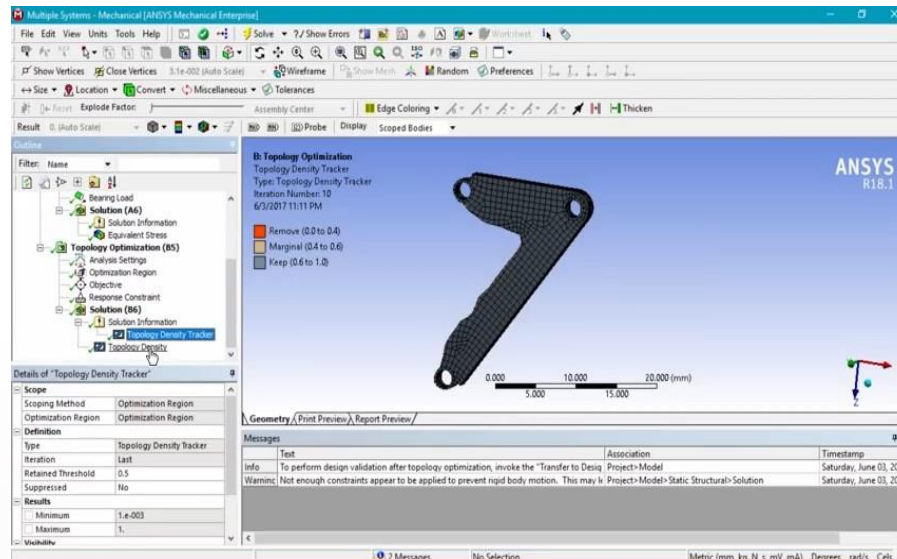 Multiple Systems - Mechanical [ANSYS Mechanical Enterprise]
File Edit View Units Tools Help Solve ?/Show Errors Worksheet
Show Vertices Close Vertices 3.1e-002 (Auto Scale) Wireframe Show Mesh Random Preferences
Size Location Convert Miscellaneous Tolerances
Reset Explode Factor: Assembly Center Edge Coloring Thicken
Result 0. (Auto Scale) Probe Display Scoped Bodies
Outline
Filter: Name
Bearing Load
Solution (A6)
Solution Information
Equivalent Stress
Topology Optimization (B5)
Analysis Settings
Optimization Region
Objective
Response Constraint
Solution (B6)
Solution Information
Topology Density Tracker
Topology Density
B: Topology Optimization
Topology Density Tracker
Type: Topology Density Tracker
Iteration Number: 10
6/3/2017 11:11 PM
Remove (0.0 to 0.4)
Marginal (0.4 to 0.6)
Keep (0.6 to 1.0)
ANSYS
R18.1
0.000 10.000 20.000 (mm)
5.000 15.000
Z
Geometry Print Preview Report Preview
Details of "Topology Density Tracker"
Scope
Scoping Method Optimization Region
Optimization Region Optimization Region
Definition
Type Topology Density Tracker
Iteration Last
Retained Threshold 0.5
Suppressed No
Results
Minimum 1.e-003
Maximum 1.
Visibility
Messages
Text Association Timestamp
Info To perform design validation after topology optimization, invoke the "Transfer to Desig Project>Model Saturday, June 03, 20
Warning Not enough constraints appear to be applied to prevent rigid body motion. This may le Project>Model>Static Structural>Solution Saturday, June 03, 20
2 Messages No Selection Metric (mm, kg, N, s, mV, mA) Degrees rad/s Cels